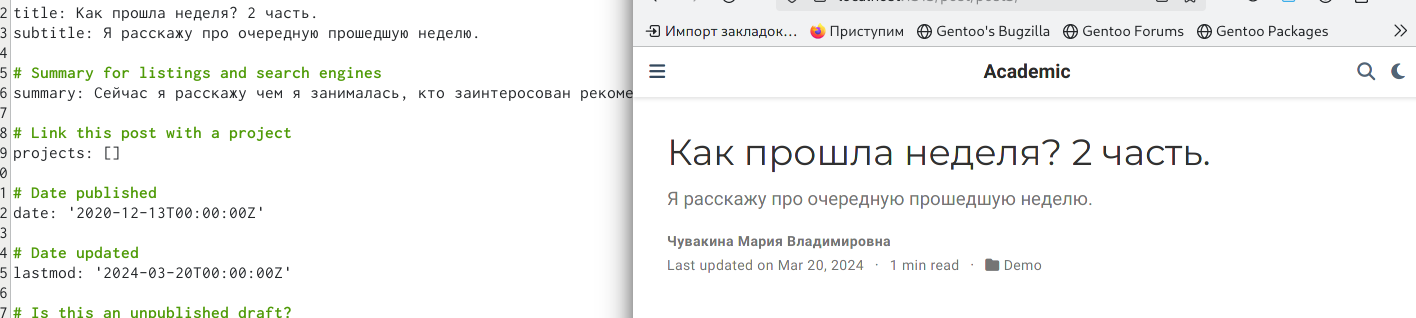 2 title: Как прошла неделя? 2 часть.
3 subtitle: Я расскажу про очередную прошедшую неделю.
4
5 # Summary for listings and search engines
6 summary: Сейчас я расскажу чем я занималась, кто заинтосован рекоме
7
8 # Link this post with a project
9 projects: []
0
1 # Date published
2 date: '2020-12-13T00:00:00Z'
3
4 # Date updated
5 lastmod: '2024-03-20T00:00:00Z'
6
7 # Is this an unpublished draft?
Импорт закладок… Приступим Gentoo's Bugzilla Gentoo Forums Gentoo Packages
Academic
Как прошла неделя? 2 часть.
Я расскажу про очередную прошедшую неделю.
Чувакина Мария Владимировна
Last updated on Mar 20, 2024 · 1 min read · Demo